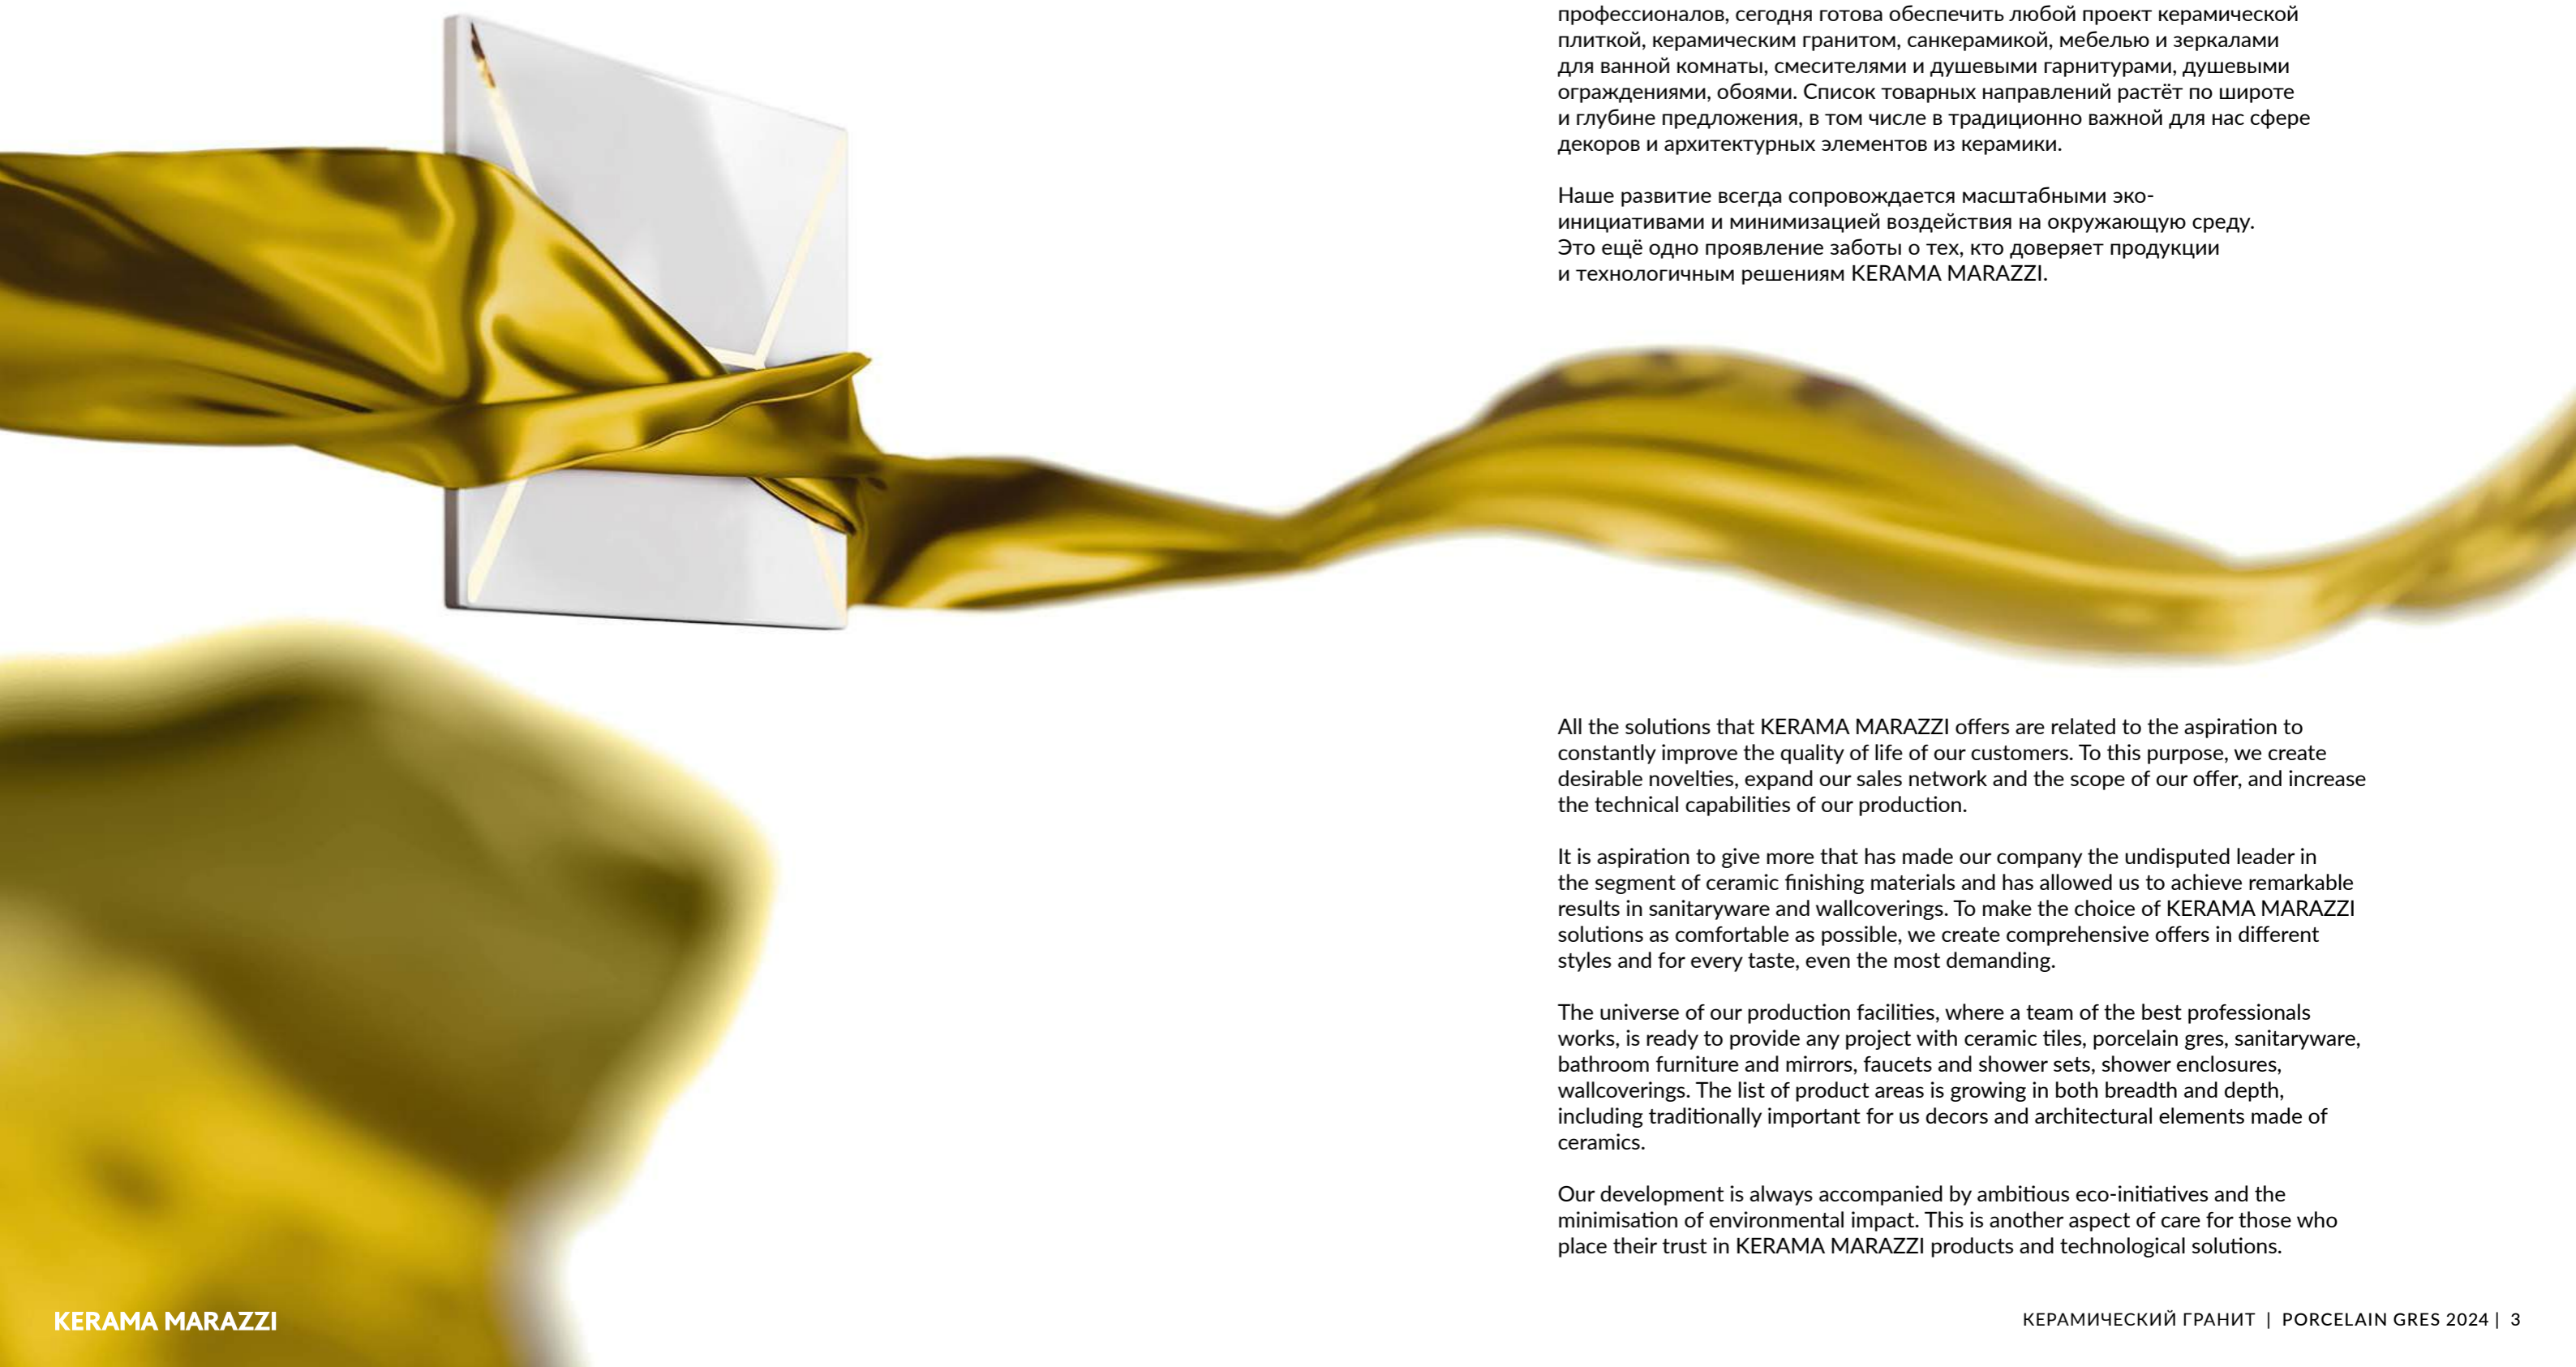 профессионалов, сегодня готова обеспечить любой проект керамической
плиткой, керамическим гранитом, санкерамикой, мебелью и зеркалами
для ванной комнаты, смесителями и душевыми гарнитурами, душевыми
ограждениями, обоями. Список товарных направлений растёт по широте
и глубине предложения, в том числе в традиционно важной для нас сфере
декоров и архитектурных элементов из керамики.
Наше развитие всегда сопровождается масштабными эко-
инициативами и минимизацией воздействия на окружающую среду.
Это ещё одно проявление заботы о тех, кто доверяет продукции
и технологичным решениям KERAMA MARAZZI.
All the solutions that KERAMA MARAZZI offers are related to the aspiration to
constantly improve the quality of life of our customers. To this purpose, we create
desirable novelties, expand our sales network and the scope of our offer, and increase
the technical capabilities of our production.
It is aspiration to give more that has made our company the undisputed leader in
the segment of ceramic finishing materials and has allowed us to achieve remarkable
results in sanitaryware and wallcoverings. To make the choice of KERAMA MARAZZI
solutions as comfortable as possible, we create comprehensive offers in different
styles and for every taste, even the most demanding.
The universe of our production facilities, where a team of the best professionals
works, is ready to provide any project with ceramic tiles, porcelain gres, sanitaryware,
bathroom furniture and mirrors, faucets and shower sets, shower enclosures,
wallcoverings. The list of product areas is growing in both breadth and depth,
including traditionally important for us decors and architectural elements made of
ceramics.
Our development is always accompanied by ambitious eco-initiatives and the
minimisation of environmental impact. This is another aspect of care for those who
place their trust in KERAMA MARAZZI products and technological solutions.
KERAMA MARAZZI
КЕРАМИЧЕСКИЙ ГРАНИТ | PORCELAIN GRES 2024 | 3